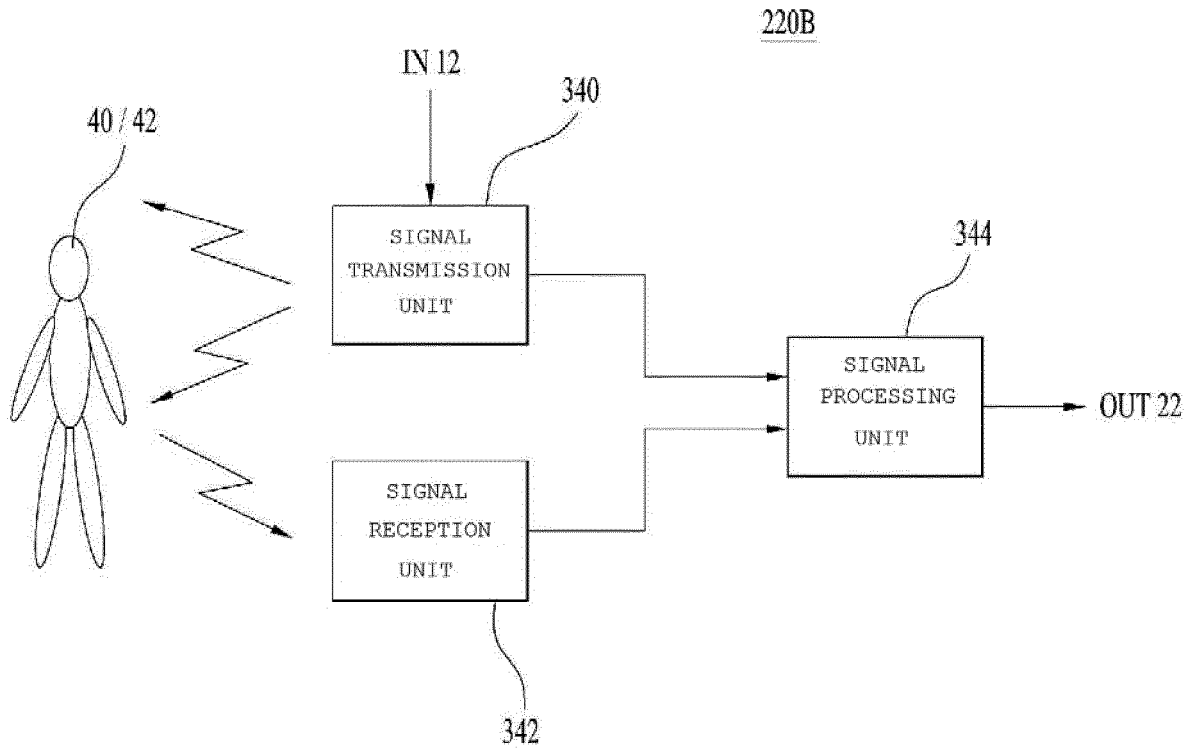 220B
IN 12
340
40 / 42
SIGNAL
TRANSMISSION
UNIT
344
SIGNAL
PROCESSING
UNIT
OUT 22
SIGNAL
RECEPTION
UNIT
342